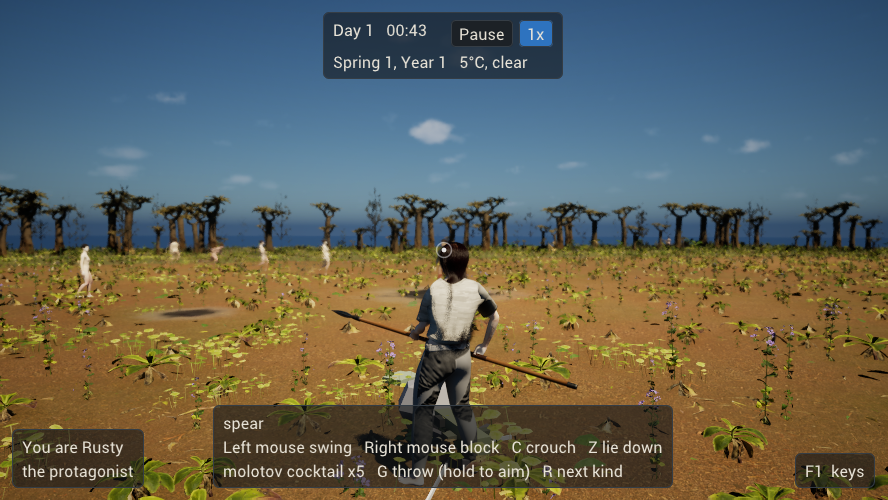 Day 1 00:43 Pause 1x
Spring 1, Year 1 5°C, clear
spear
Left mouse swing Right mouse block C crouch Z lie down
molotov cocktail x5 G throw (hold to aim) R next kind
You are Rusty
the protagonist
F1 keys